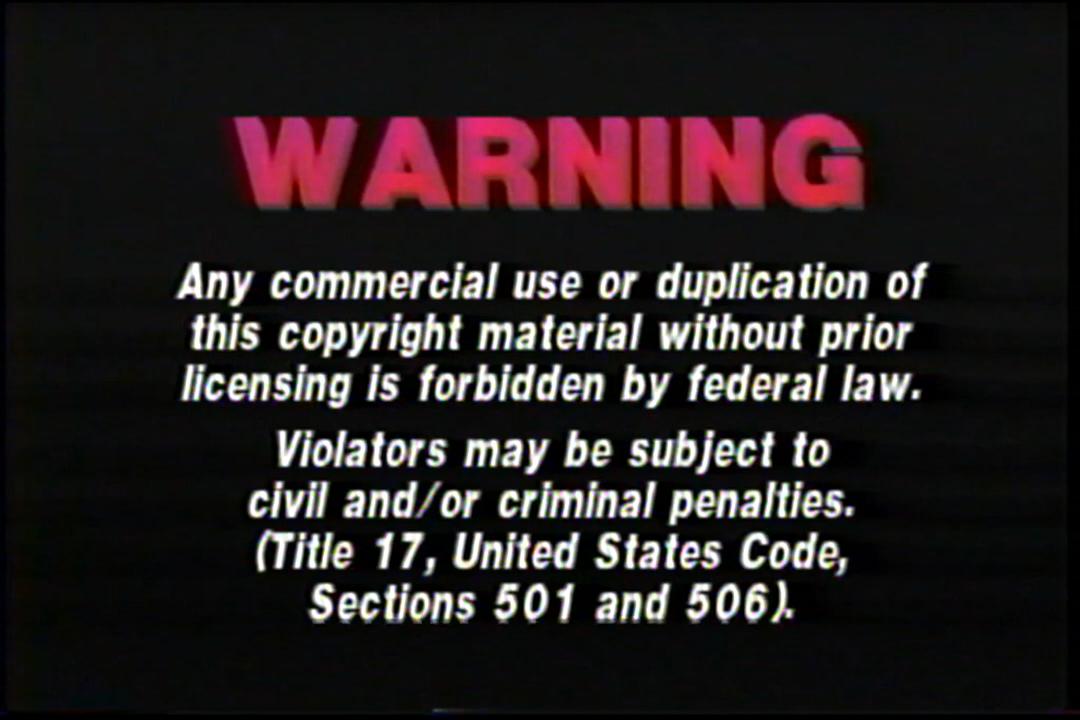 WARNING
Any commercial use or duplication of
this copyright material without prior
licensing is forbidden by federal law.
Violators may be subject to
civil and/or criminal penalties.
(Title 17, United States Code,
Sections 501 and 506).